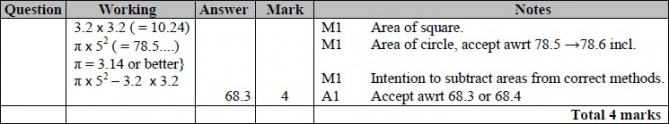 Question Working Answer Mark Notes
3.2 x 3.2 ( = 10.24) M1 Area of square.
π x 5² ( = 78.5....) M1 Area of circle, accept awrt 78.5 →78.6 incl.
π = 3.14 or better}
π x 5² – 3.2 x 3.2 M1 Intention to subtract areas from correct methods.
68.3 4 A1 Accept awrt 68.3 or 68.4
Total 4 marks